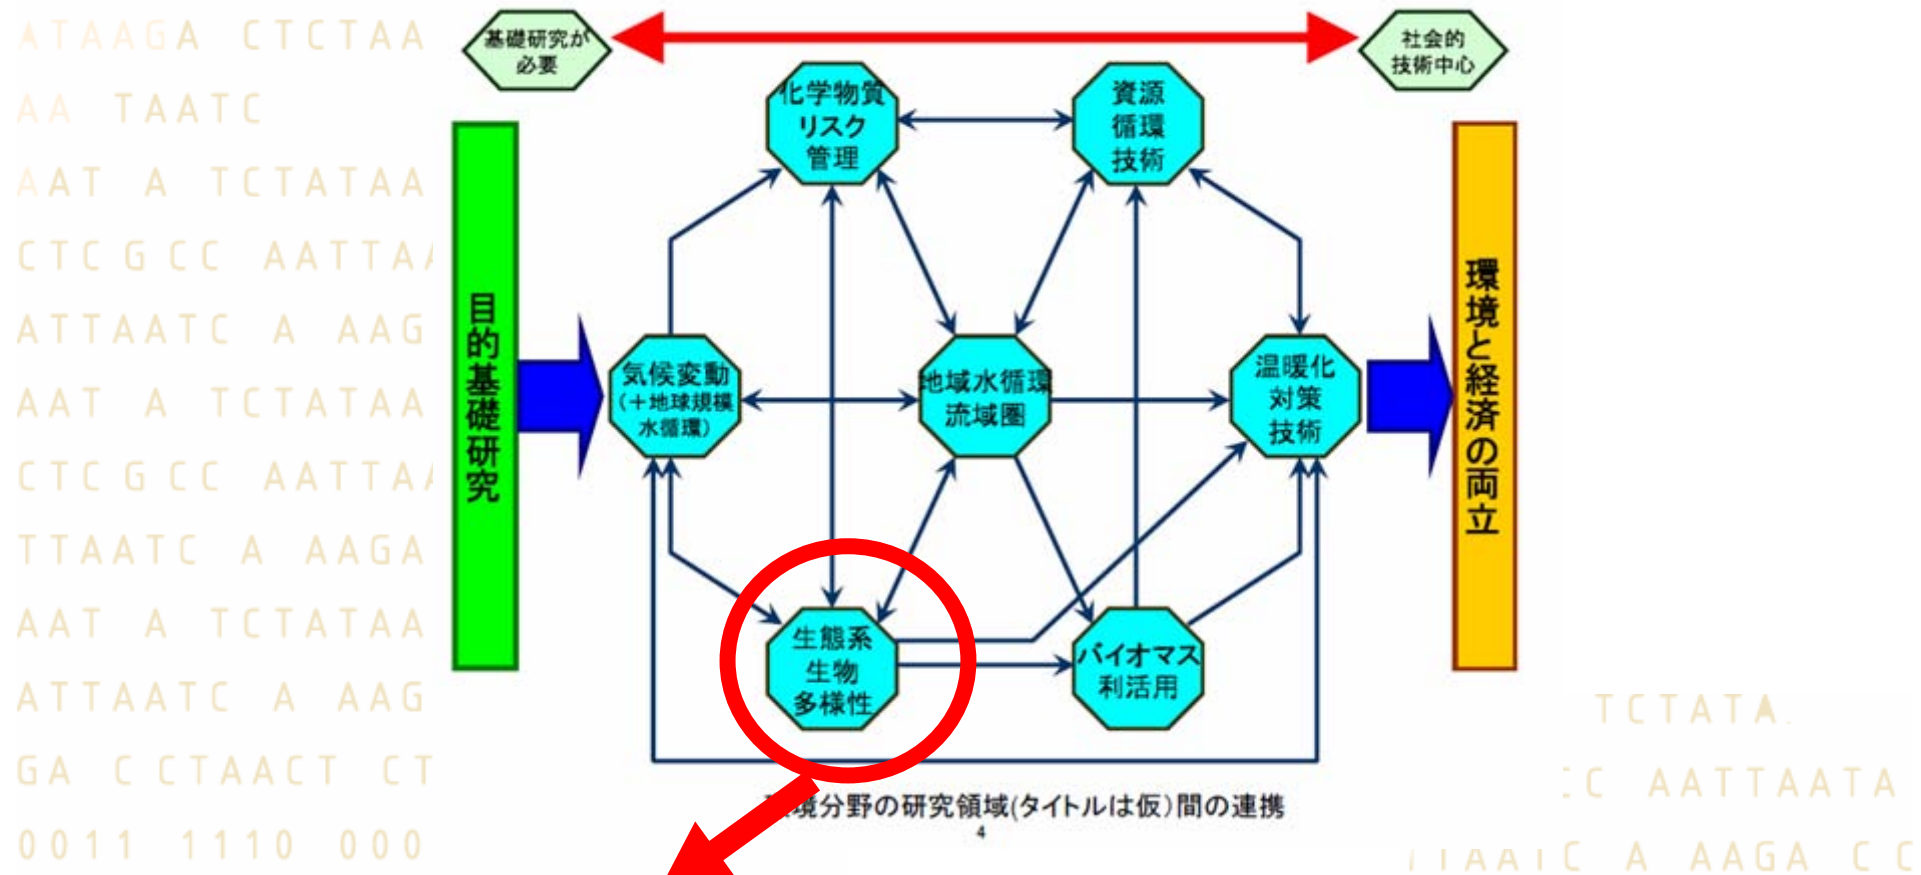 ATAAGA CTCTAA
AA TAATC
AAT A TCTATAA
CTC G CC AATTAA
ATTAATC A AAG
AAT A TCTATAA
CTC G CC AATTAA
TTAATC A AAGA
AAT A TCTATAA
ATTAATC A AAG
GA C CTAACT CT
0011 1110 000
基礎研究が
必要
社会的
技術中心
化学物質
リスク
管理
資源
循環
技術
目的基礎研究
気候変動
(＋地球規模
水循環)
地域水循環
流域圏
温暖化
対策
技術
環境と経済の両立
生態系
生物
多様性
バイオマス
利活用
境分野の研究領域(タイトルは仮)間の連携
4
TCTATA
CC AATTAATA
TTAATC A AAGA C C